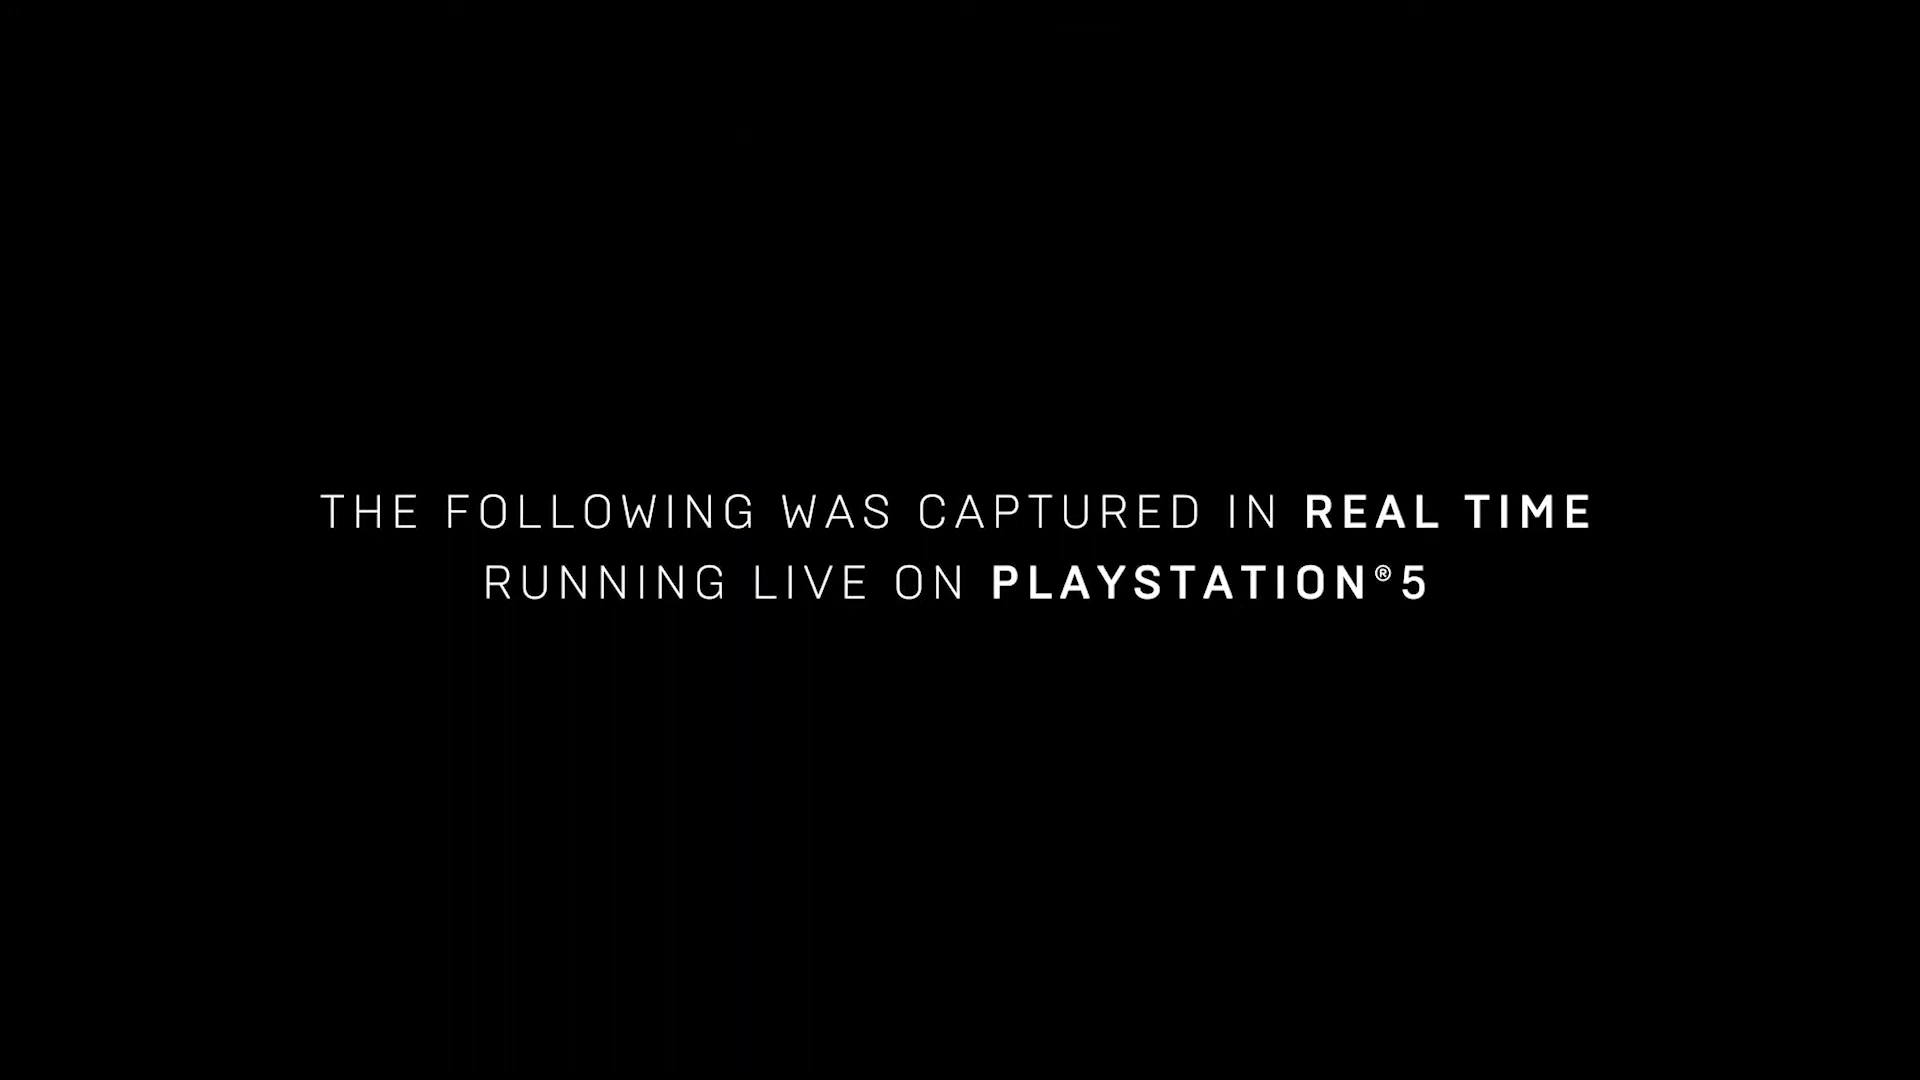 THE FOLLOWING WAS CAPTURED IN REAL TIME
RUNNING LIVE ON PLAYSTATION®5